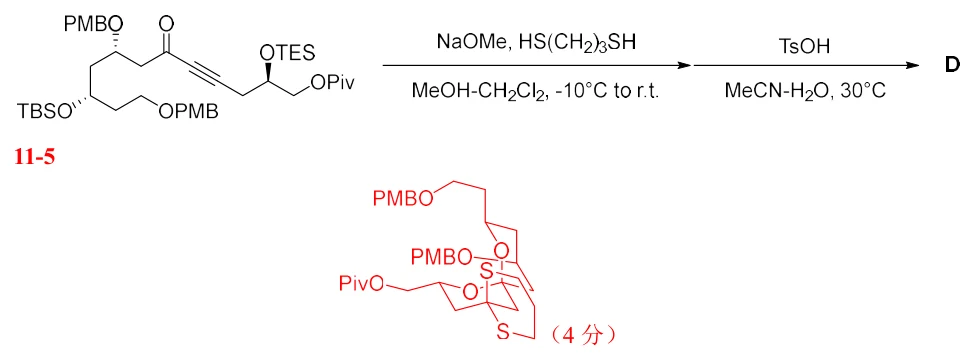 PMBO
O
OTES
OPiv
TBSO
OPMB
11-5
NaOMe, HS(CH2)3SH
MeOH-CH2Cl2, -10°C to r.t.
TsOH
MeCN-H2O, 30°C
D
PMBO
O
PMBO
S
PivO
O
S
(4 分)